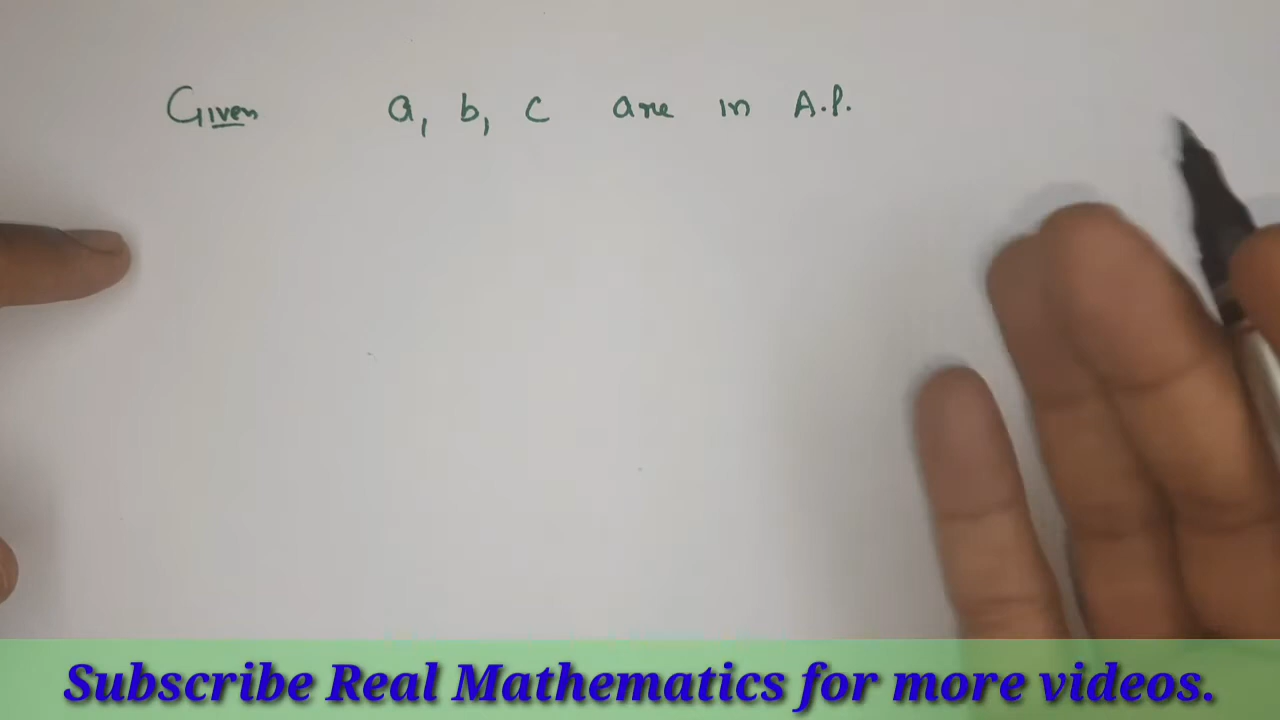 Given a, b, c are in A.P.
Subscribe Real Mathematics for more videos.